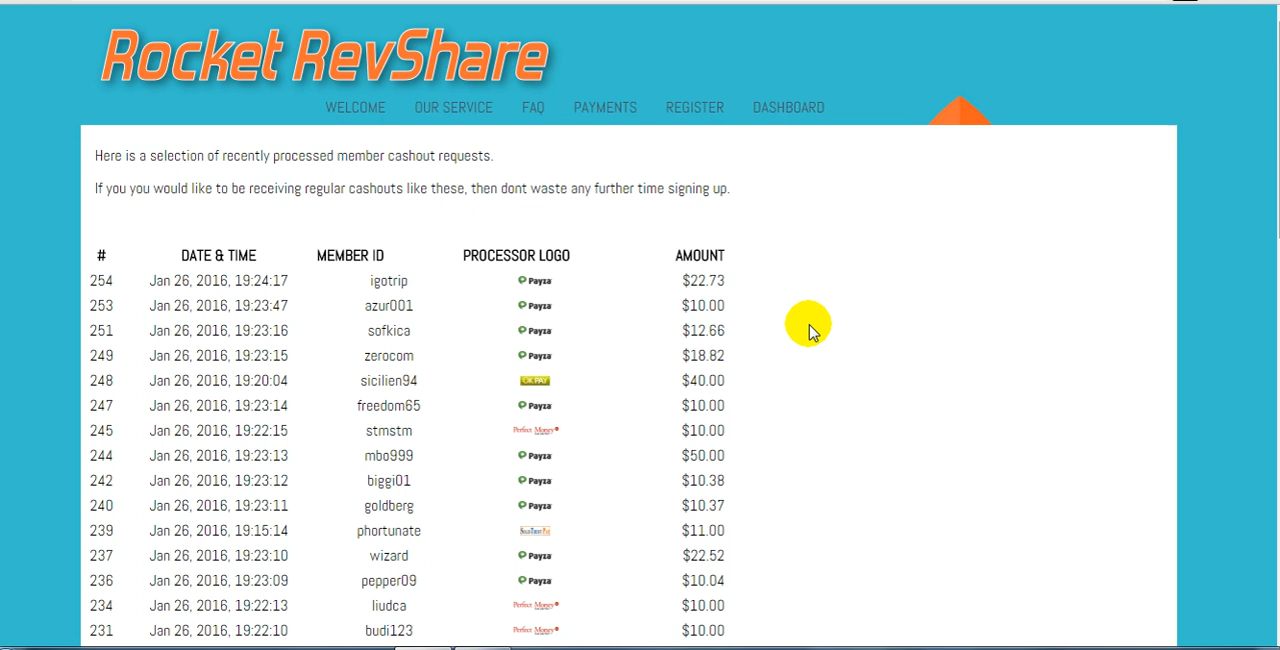 Rocket RevShare
WELCOME OUR SERVICE FAQ PAYMENTS REGISTER DASHBOARD
Here is a selection of recently processed member cashout requests.
If you you would like to be receiving regular cashouts like these, then dont waste any further time signing up.
# DATE & TIME MEMBER ID PROCESSOR LOGO AMOUNT
254 Jan 26, 2016, 19:24:17 igotrip Payza $22.73
253 Jan 26, 2016, 19:23:47 azur001 Payza $10.00
251 Jan 26, 2016, 19:23:16 sofkica Payza $12.66
249 Jan 26, 2016, 19:23:15 zerocom Payza $18.82
248 Jan 26, 2016, 19:20:04 sicilien94 OKPAY $40.00
247 Jan 26, 2016, 19:23:14 freedom65 Payza $10.00
245 Jan 26, 2016, 19:22:15 stmstm Perfect Money $10.00
244 Jan 26, 2016, 19:23:13 mbo999 Payza $50.00
242 Jan 26, 2016, 19:23:12 biggi01 Payza $10.38
240 Jan 26, 2016, 19:23:11 goldberg Payza $10.37
239 Jan 26, 2016, 19:15:14 phortunate SolidTrust Pay $11.00
237 Jan 26, 2016, 19:23:10 wizard Payza $22.52
236 Jan 26, 2016, 19:23:09 pepper09 Payza $10.04
234 Jan 26, 2016, 19:22:13 liudca Perfect Money $10.00
231 Jan 26, 2016, 19:22:10 budi123 Perfect Money $10.00